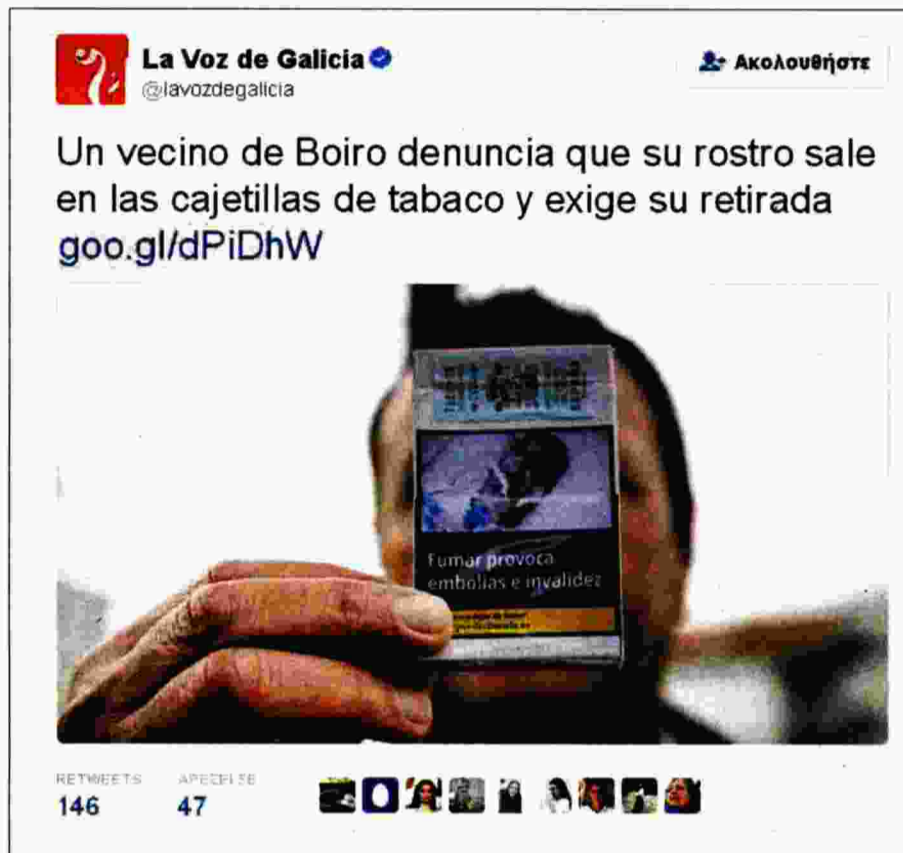 La Voz de Galicia
@lavozdegalicia
Ακολουθήστε
Un vecino de Boiro denuncia que su rostro sale
en las cajetillas de tabaco y exige su retirada
goo.gl/dPiDhW
Fumar provoca
embolias e invalidez
RETWEETS
146
47